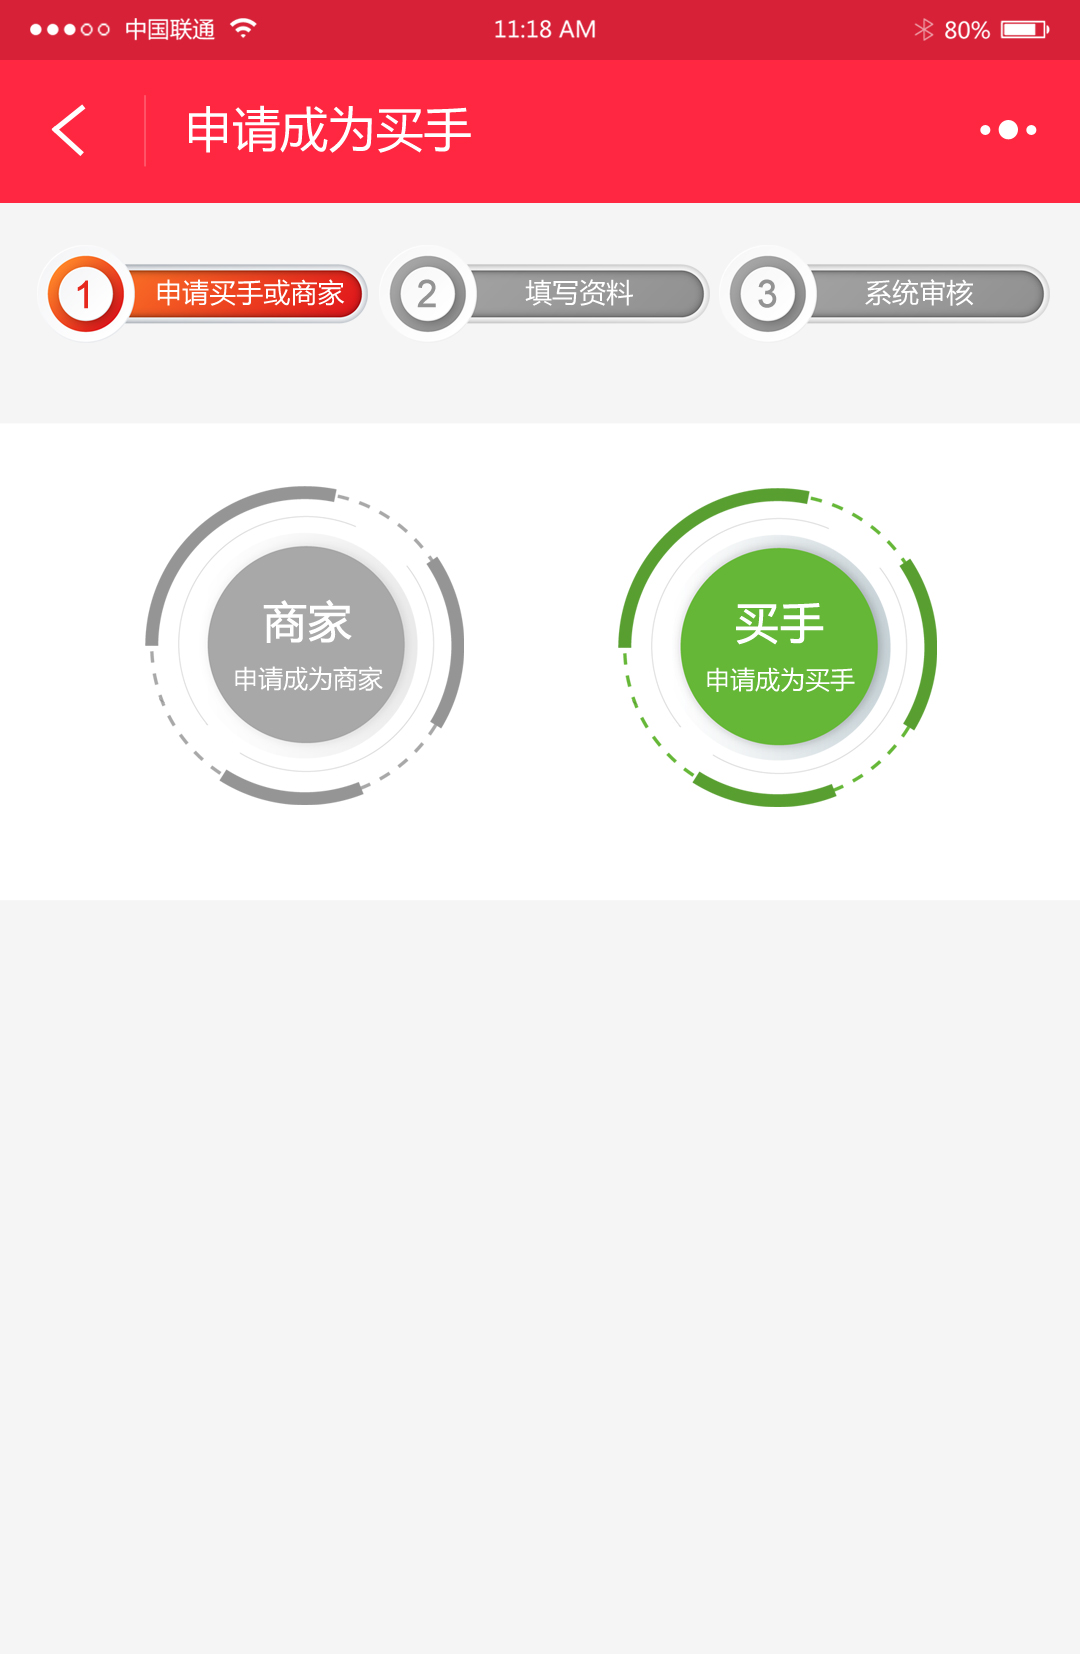 中国联通 11:18 AM 80%
申请成为买手
1 申请买手或商家 2 填写资料 3 系统审核
商家 买手
申请成为商家 申请成为买手